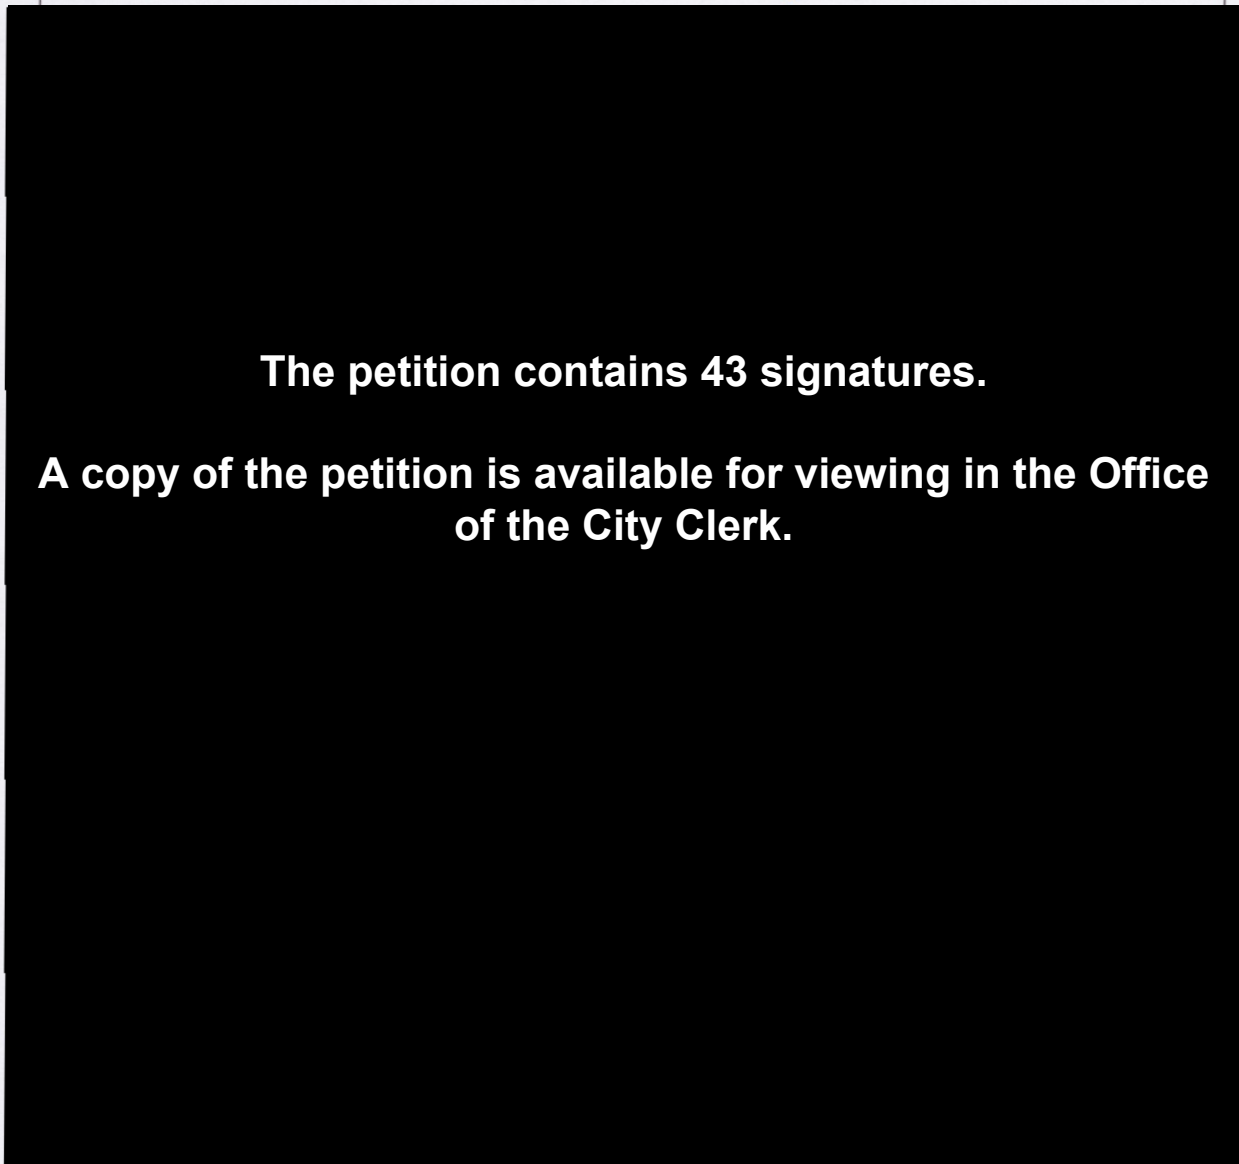 The petition contains 43 signatures.
A copy of the petition is available for viewing in the Office
of the City Clerk.